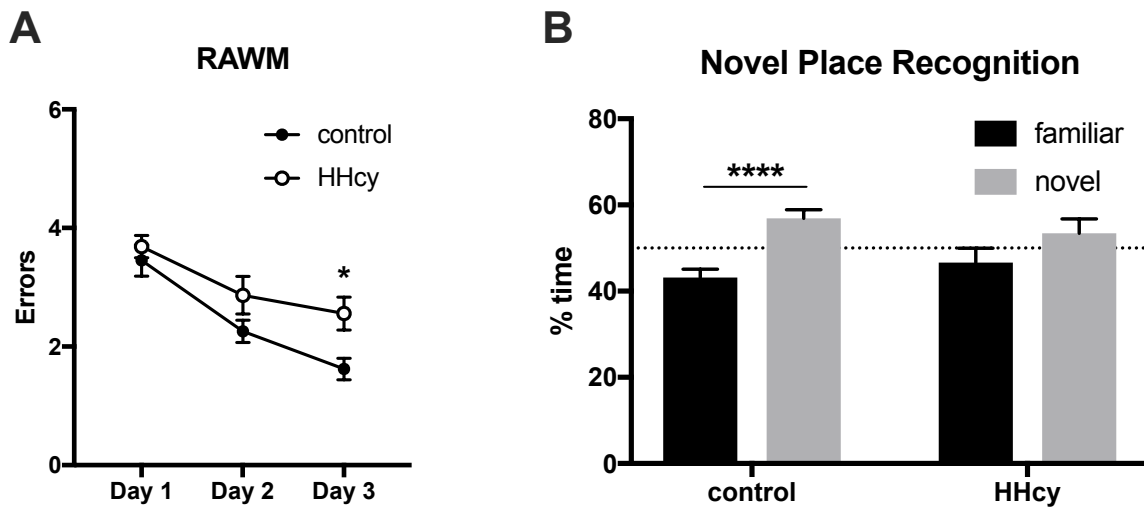 A
RAWM
6
4
2
0
Errors
control
HHcy
*
Day 1
Day 2
Day 3
B
Novel Place Recognition
80
60
40
20
0
% time
familiar
novel
****
control
HHcy